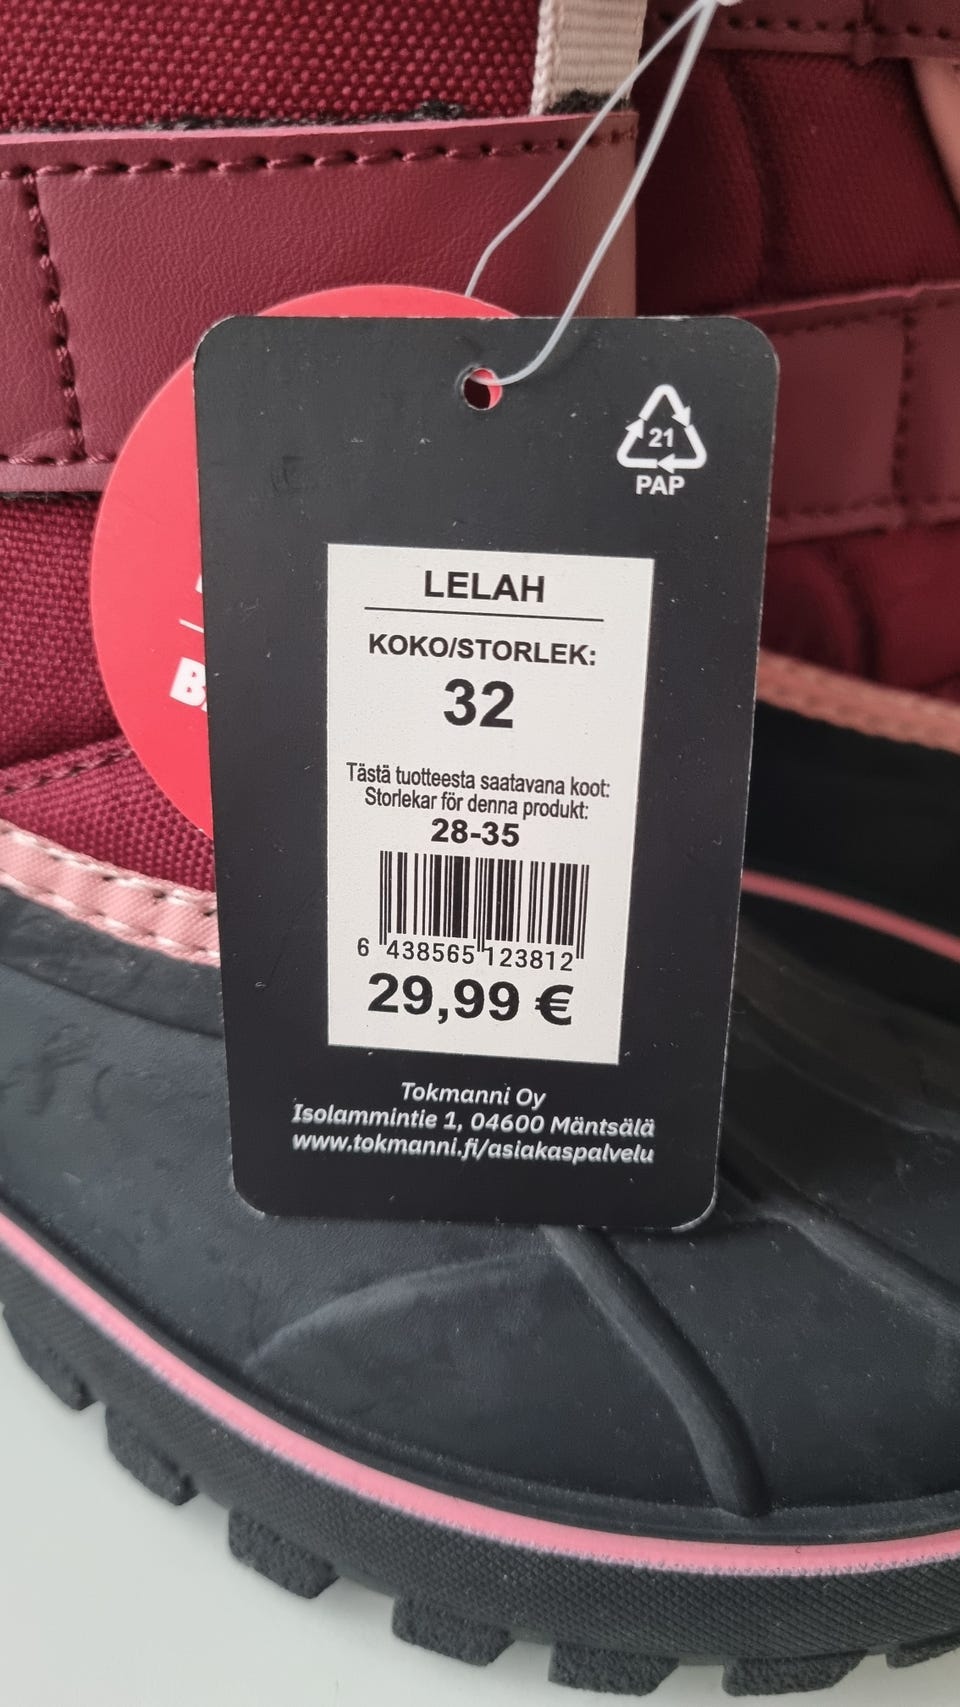 21
PAP
LELAH
KOKO/STORLEK:
32
Tästä tuotteesta saatavana koot:
Storlekar för denna produkt:
28-35
6 438565 123812
29,99 €
Tokmanni Oy
Isolammintie 1, 04600 Mäntsälä
www.tokmanni.fi/asiakaspalvelu